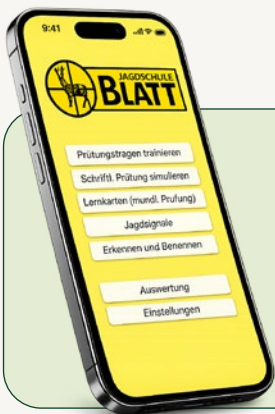 9:41
JAGDSCHULE
BLATT
Prüfungsfragen trainieren
Schriftl. Prüfung simulieren
Lernkarten (mündl. Prüfung)
Jagdsignale
Erkennen und Benennen
Auswertung
Einstellungen